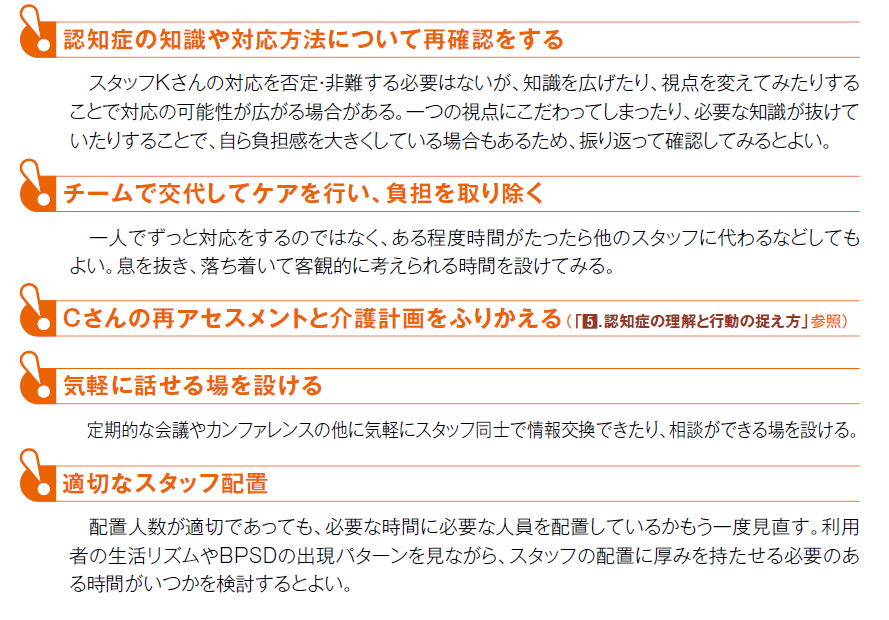 認知症の知識や対応方法について再確認をする
スタッフKさんの対応を否定・非難する必要はないが、知識を広げたり、視点を変えてみたりする
ことで対応の可能性が広がる場合がある。一つの視点にこだわってしまったり、必要な知識が抜けて
いたりすることで、自ら負担感を大きくしている場合もあるため、振り返って確認してみるとよい。
チームで交代してケアを行い、負担を取り除く
一人でずっと対応をするのではなく、ある程度時間がたったら他のスタッフに代わるなどしても
よい。息を抜き、落ち着いて客観的に考えられる時間を設けてみる。
Cさんの再アセスメントと介護計画をふりかえる(「5.認知症の理解と行動の捉え方」参照)
気軽に話せる場を設ける
定期的な会議やカンファレンスの他に気軽にスタッフ同士で情報交換できたり、相談ができる場を設ける。
適切なスタッフ配置
配置人数が適切であっても、必要な時間に必要な人員を配置しているかもう一度見直す。利用
者の生活リズムやBPSDの出現パターンを見ながら、スタッフの配置に厚みを持たせる必要のあ
る時間がいつかを検討するとよい。